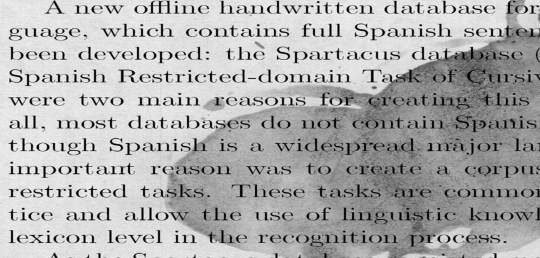 A new offline handwritten database for
guage, which contains full Spanish senten
been developed: the Spartacus database (
Spanish Restricted-domain Task of Cursiv
were two main reasons for creating this
all, most databases do not contain Spanis
though Spanish is a widespread major lan
important reason was to create a corpus
restricted tasks. These tasks are common
tice and allow the use of linguistic knowl
lexicon level in the recognition process.